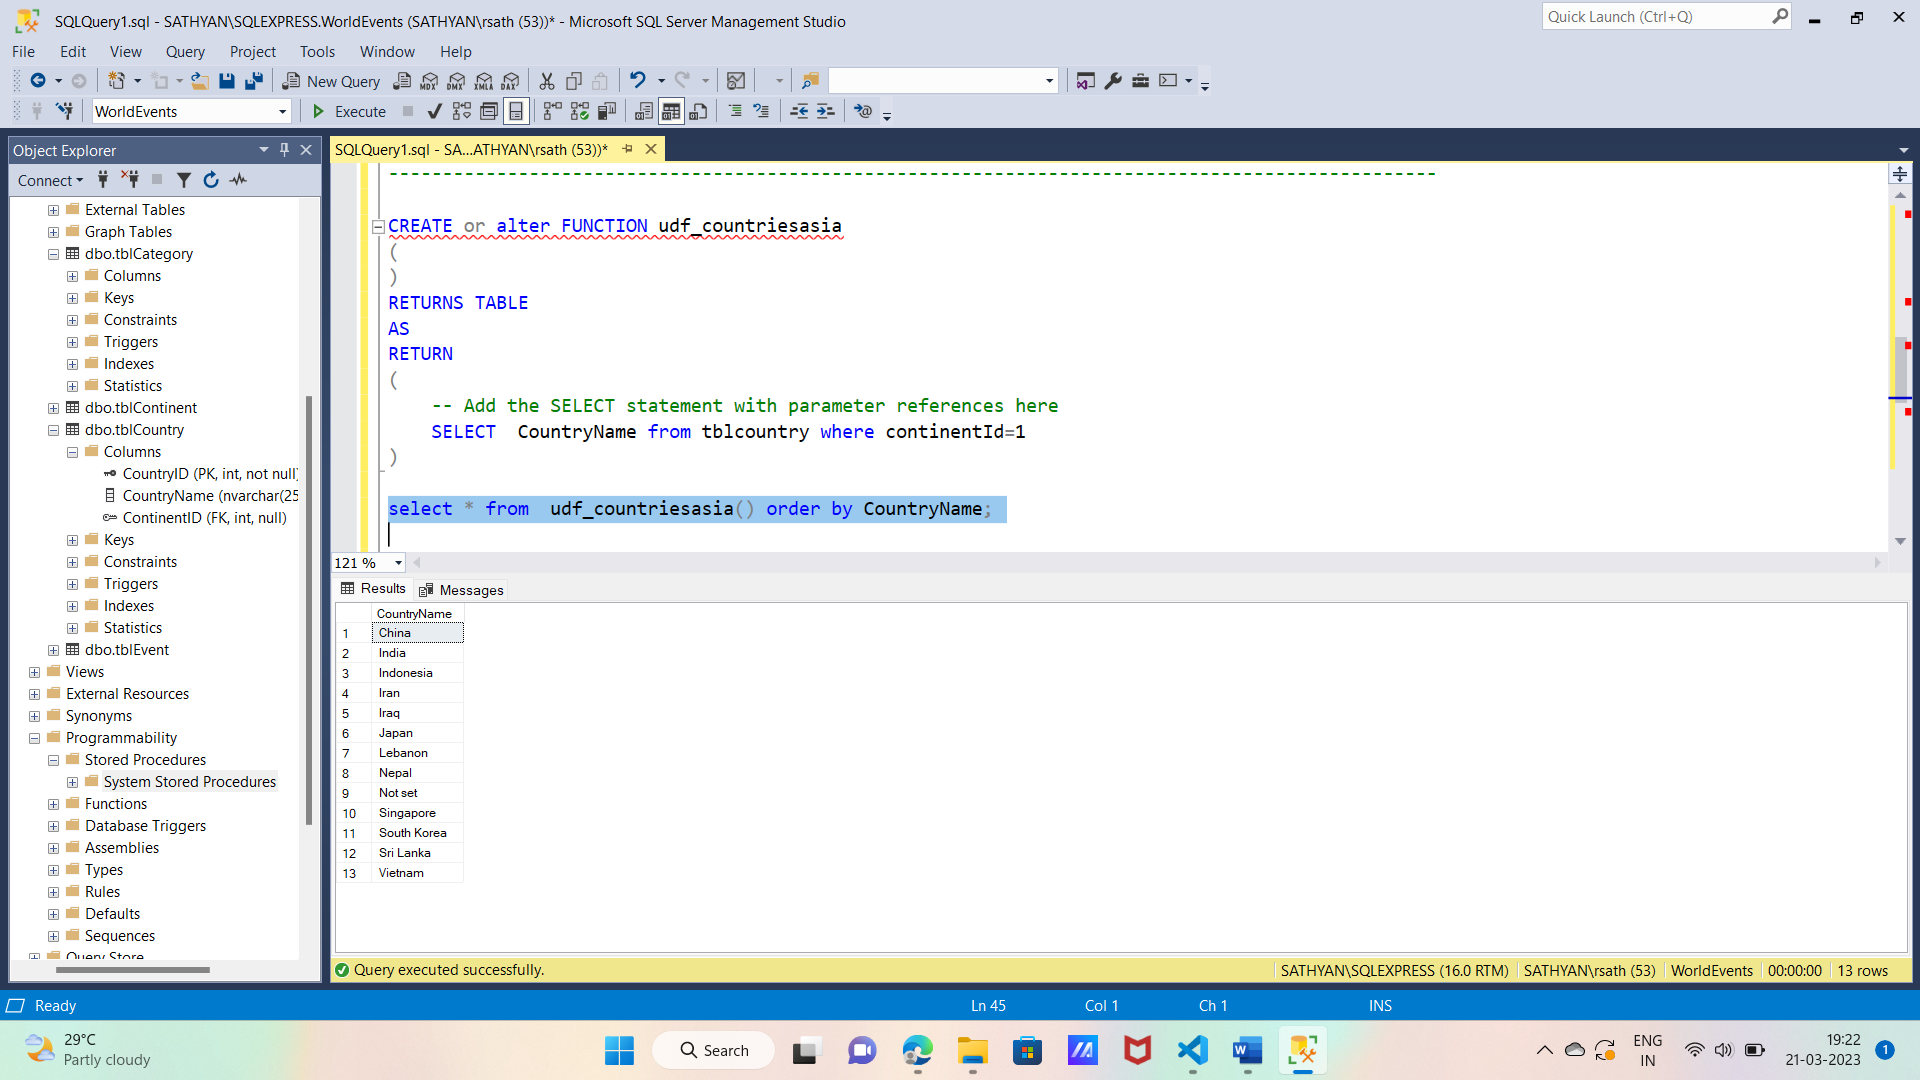 SQLQuery1.sql - SATHYAN\SQLEXPRESS.WorldEvents (SATHYAN\rsath (53))* - Microsoft SQL Server Management Studio
Quick Launch (Ctrl+Q)
File Edit View Query Project Tools Window Help
New Query MDX DMX XMLA DAX
WorldEvents Execute
Object Explorer
Connect
External Tables
Graph Tables
dbo.tblCategory
Columns
Keys
Constraints
Triggers
Indexes
Statistics
dbo.tblContinent
dbo.tblCountry
Columns
CountryID (PK, int, not null)
CountryName (nvarchar(25
ContinentID (FK, int, null)
Keys
Constraints
Triggers
Indexes
Statistics
dbo.tblEvent
Views
External Resources
Synonyms
Programmability
Stored Procedures
System Stored Procedures
Functions
Database Triggers
Assemblies
Types
Rules
Defaults
Sequences
Query Store
SQLQuery1.sql - SA...ATHYAN\rsath (53))*
CREATE or alter FUNCTION udf_countriesasia
(
)
RETURNS TABLE
AS
RETURN
(
-- Add the SELECT statement with parameter references here
SELECT  CountryName from tblcountry where continentId=1
)
select * from  udf_countriesasia() order by CountryName;
121 %
Results Messages
CountryName
1 China
2 India
3 Indonesia
4 Iran
5 Iraq
6 Japan
7 Lebanon
8 Nepal
9 Not set
10 Singapore
11 South Korea
12 Sri Lanka
13 Vietnam
Query executed successfully. SATHYAN\SQLEXPRESS (16.0 RTM) SATHYAN\rsath (53) WorldEvents 00:00:00 13 rows
Ready Ln 45 Col 1 Ch 1 INS
29°C
Partly cloudy
Search
ENG
IN
19:22
21-03-2023
1